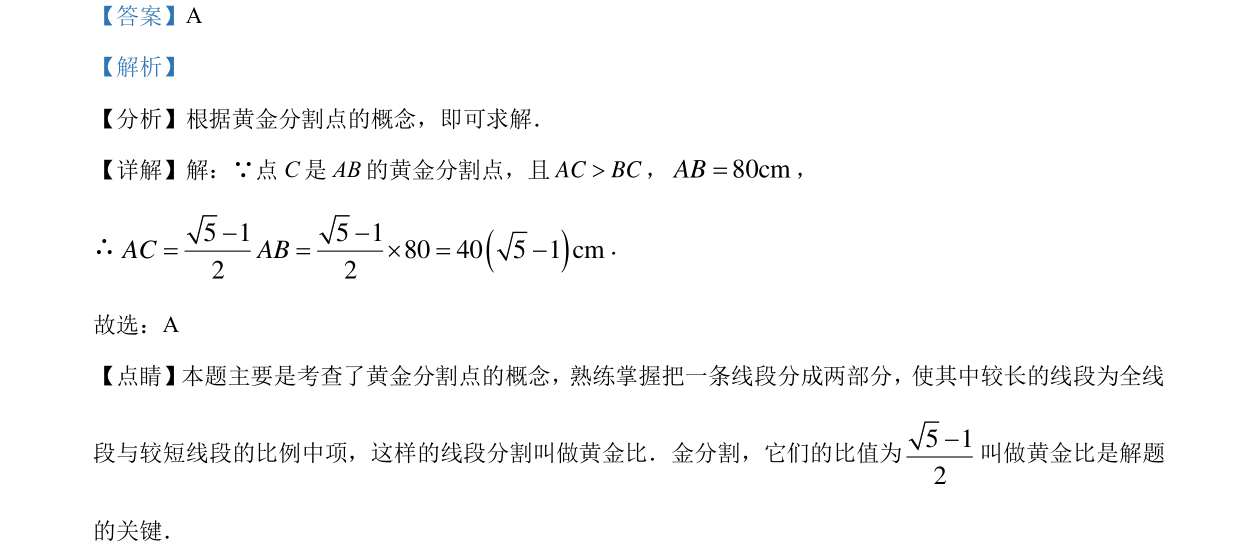 【答案】A
【解析】
【分析】根据黄金分割点的概念，即可求解．
【详解】解：∵点 C 是 AB 的黄金分割点，且 AC > BC ， AB = 80cm ，
∴ AC = \frac{\sqrt{5}-1}{2} AB = \frac{\sqrt{5}-1}{2} × 80 = 40(\sqrt{5}-1)cm ．
故选：A
【点睛】本题主要是考查了黄金分割点的概念，熟练掌握把一条线段分成两部分，使其中较长的线段为全线
段与较短线段的比例中项，这样的线段分割叫做黄金比．金分割，它们的比值为 \frac{\sqrt{5}-1}{2} 叫做黄金比是解题
的关键．